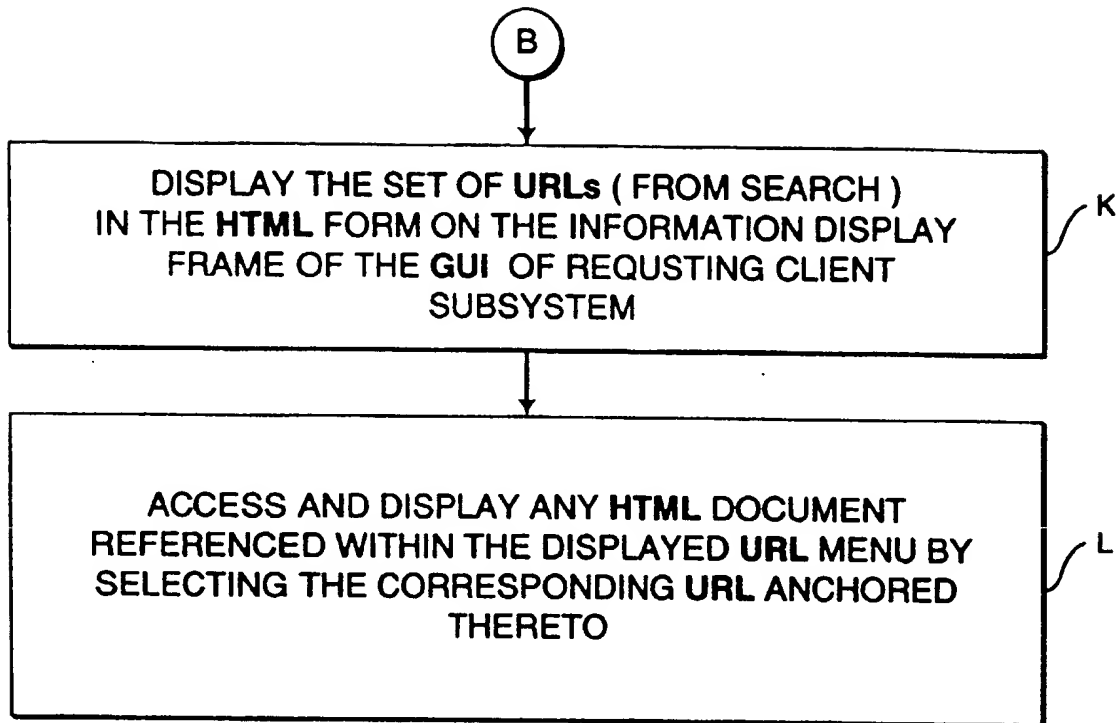 B
DISPLAY THE SET OF URLs ( FROM SEARCH )
IN THE HTML FORM ON THE INFORMATION DISPLAY
FRAME OF THE GUI OF REQUSTING CLIENT
SUBSYSTEM
K
ACCESS AND DISPLAY ANY HTML DOCUMENT
REFERENCED WITHIN THE DISPLAYED URL MENU BY
SELECTING THE CORRESPONDING URL ANCHORED
THERETO
L